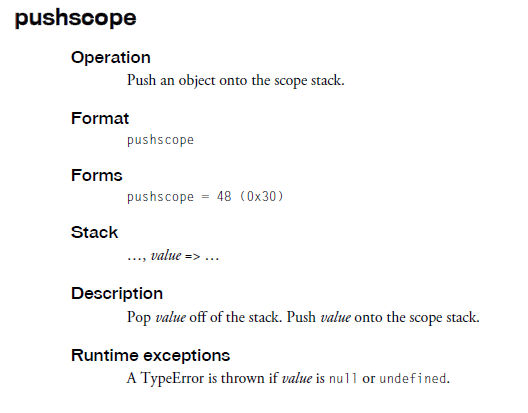 pushscope
Operation
Push an object onto the scope stack.
Format
pushscope
Forms
pushscope = 48 (0x30)
Stack
…, value => …
Description
Pop value off of the stack. Push value onto the scope stack.
Runtime exceptions
A TypeError is thrown if value is null or undefined.